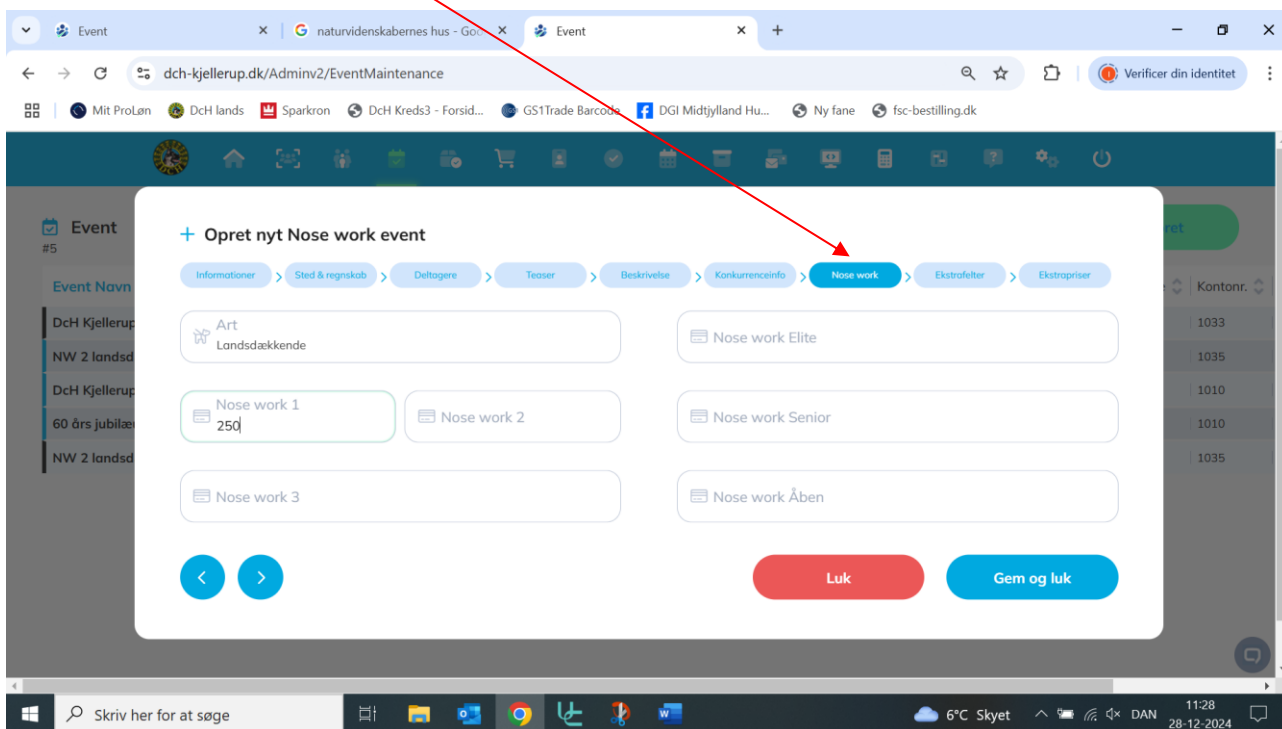 Event
naturvidenskabernes hus - Goo
Event
dch-kjellerup.dk/Adminv2/EventMaintenance
Verificer din identitet
Mit ProLøn
DcH lands
Sparkron
DcH Kreds3 - Forsid...
GS1Trade Barcode
DGI Midtjylland Hu...
Ny fane
fsc-bestilling.dk
Event
#5
ret
+ Opret nyt Nose work event
Informationer > Sted & regnskab > Deltagere > Teaser > Beskrivelse > Konkurrenceinfo > Nose work > Ekstrafelter > Ekstrapriser
Event Navn
Kontonr.
DcH Kjellerup
1033
NW 2 landsd
1035
DcH Kjellerup
1010
60 års jubilæ
1010
NW 2 landsd
1035
Art
Landsdækkende
Nose work Elite
Nose work 1
250
Nose work 2
Nose work Senior
Nose work 3
Nose work Åben
Luk
Gem og luk
Skriv her for at søge
6°C Skyet
DAN
11:28
28-12-2024